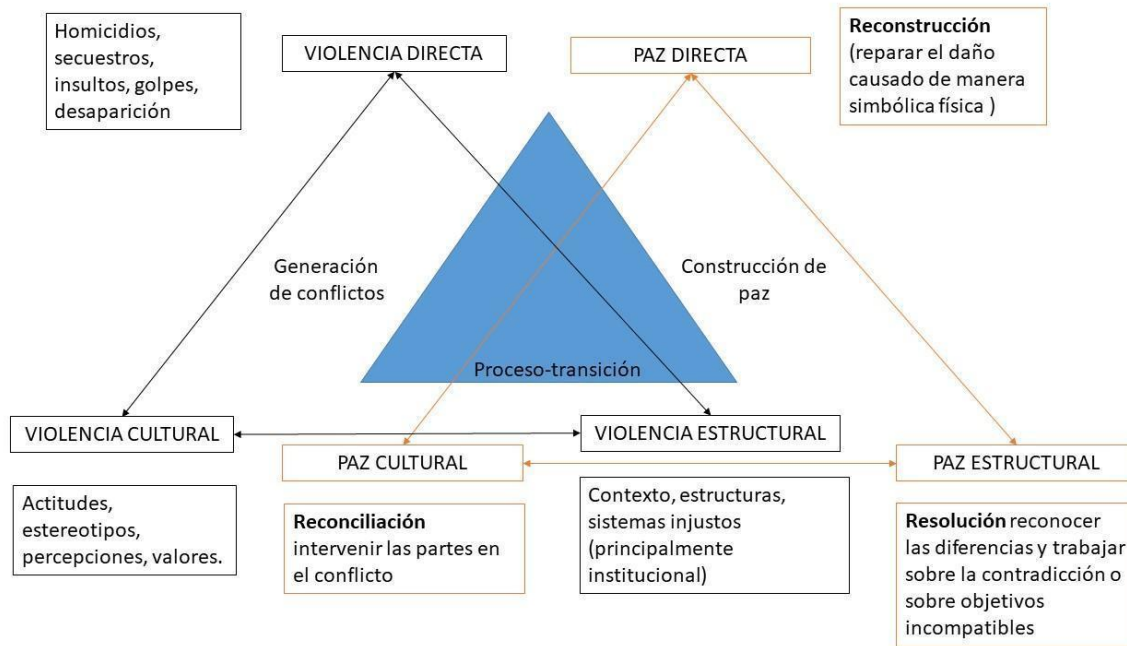 Homicidios,
secuestros,
insultos, golpes,
desaparición
VIOLENCIA DIRECTA
PAZ DIRECTA
Reconstrucción
(reparar el daño
causado de manera
simbólica física )
Generación
de conflictos
Construcción de
paz
Proceso-transición
VIOLENCIA CULTURAL
VIOLENCIA ESTRUCTURAL
PAZ CULTURAL
PAZ ESTRUCTURAL
Actitudes,
estereotipos,
percepciones, valores.
Reconciliación
intervenir las partes en
el conflicto
Contexto, estructuras,
sistemas injustos
(principalmente
institucional)
Resolución reconocer
las diferencias y trabajar
sobre la contradicción o
sobre objetivos
incompatibles